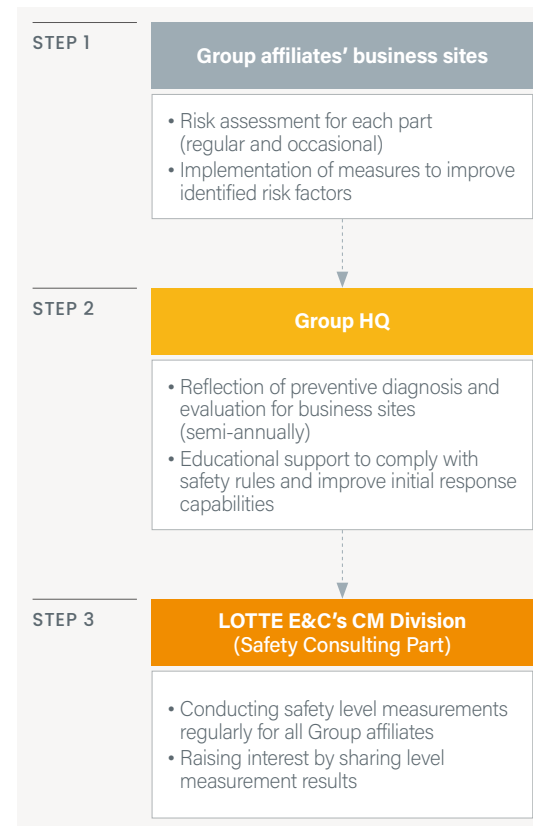 STEP 1
Group affiliates’ business sites
• Risk assessment for each part
(regular and occasional)
• Implementation of measures to improve
identified risk factors
STEP 2
Group HQ
• Reflection of preventive diagnosis and
evaluation for business sites
(semi-annually)
• Educational support to comply with
safety rules and improve initial response
capabilities
STEP 3
LOTTE E&C’s CM Division
(Safety Consulting Part)
• Conducting safety level measurements
regularly for all Group affiliates
• Raising interest by sharing level
measurement results